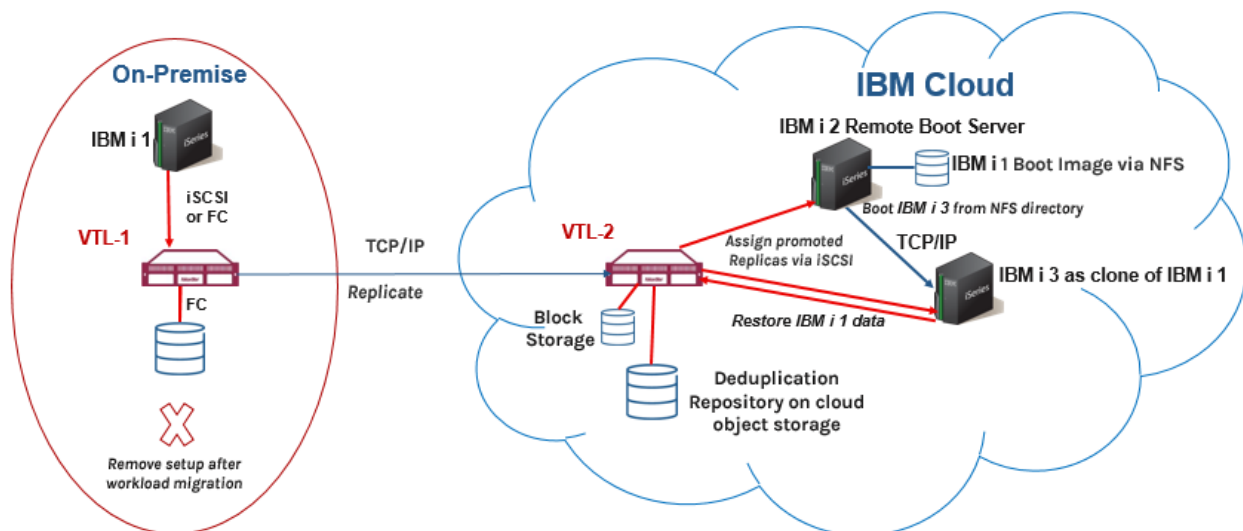 On-Premise
IBM i 1
iSeries
iSCSI
or FC
VTL-1
FC
Remove setup after
workload migration
TCP/IP
Replicate
IBM Cloud
IBM i 2 Remote Boot Server
iSeries
IBM i 1 Boot Image via NFS
Boot IBM i 3 from NFS directory
VTL-2
Assign promoted
Replicas via iSCSI
TCP/IP
iSeries
IBM i 3 as clone of IBM i 1
Restore IBM i 1 data
Block
Storage
Deduplication
Repository on cloud
object storage